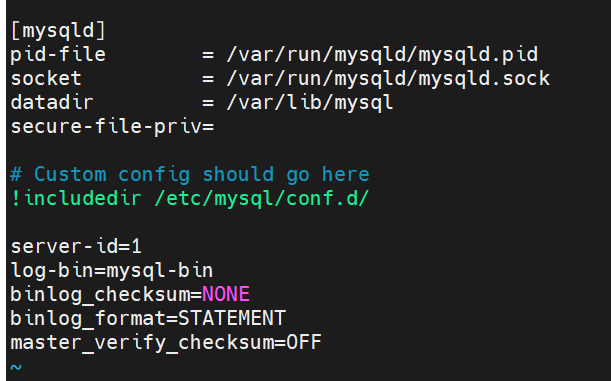 [mysqld]
pid-file        = /var/run/mysqld/mysqld.pid
socket          = /var/run/mysqld/mysqld.sock
datadir         = /var/lib/mysql
secure-file-priv=
# Custom config should go here
!includedir /etc/mysql/conf.d/
server-id=1
log-bin=mysql-bin
binlog_checksum=NONE
binlog_format=STATEMENT
master_verify_checksum=OFF
~